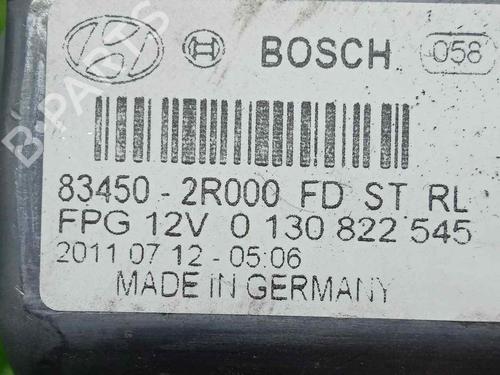 BOSCH 058
83450 - 2R000 FD ST RL
FPG 12V 0 130 822 545
2011 07 12 - 05:06
MADE IN GERMANY
B-PARTS